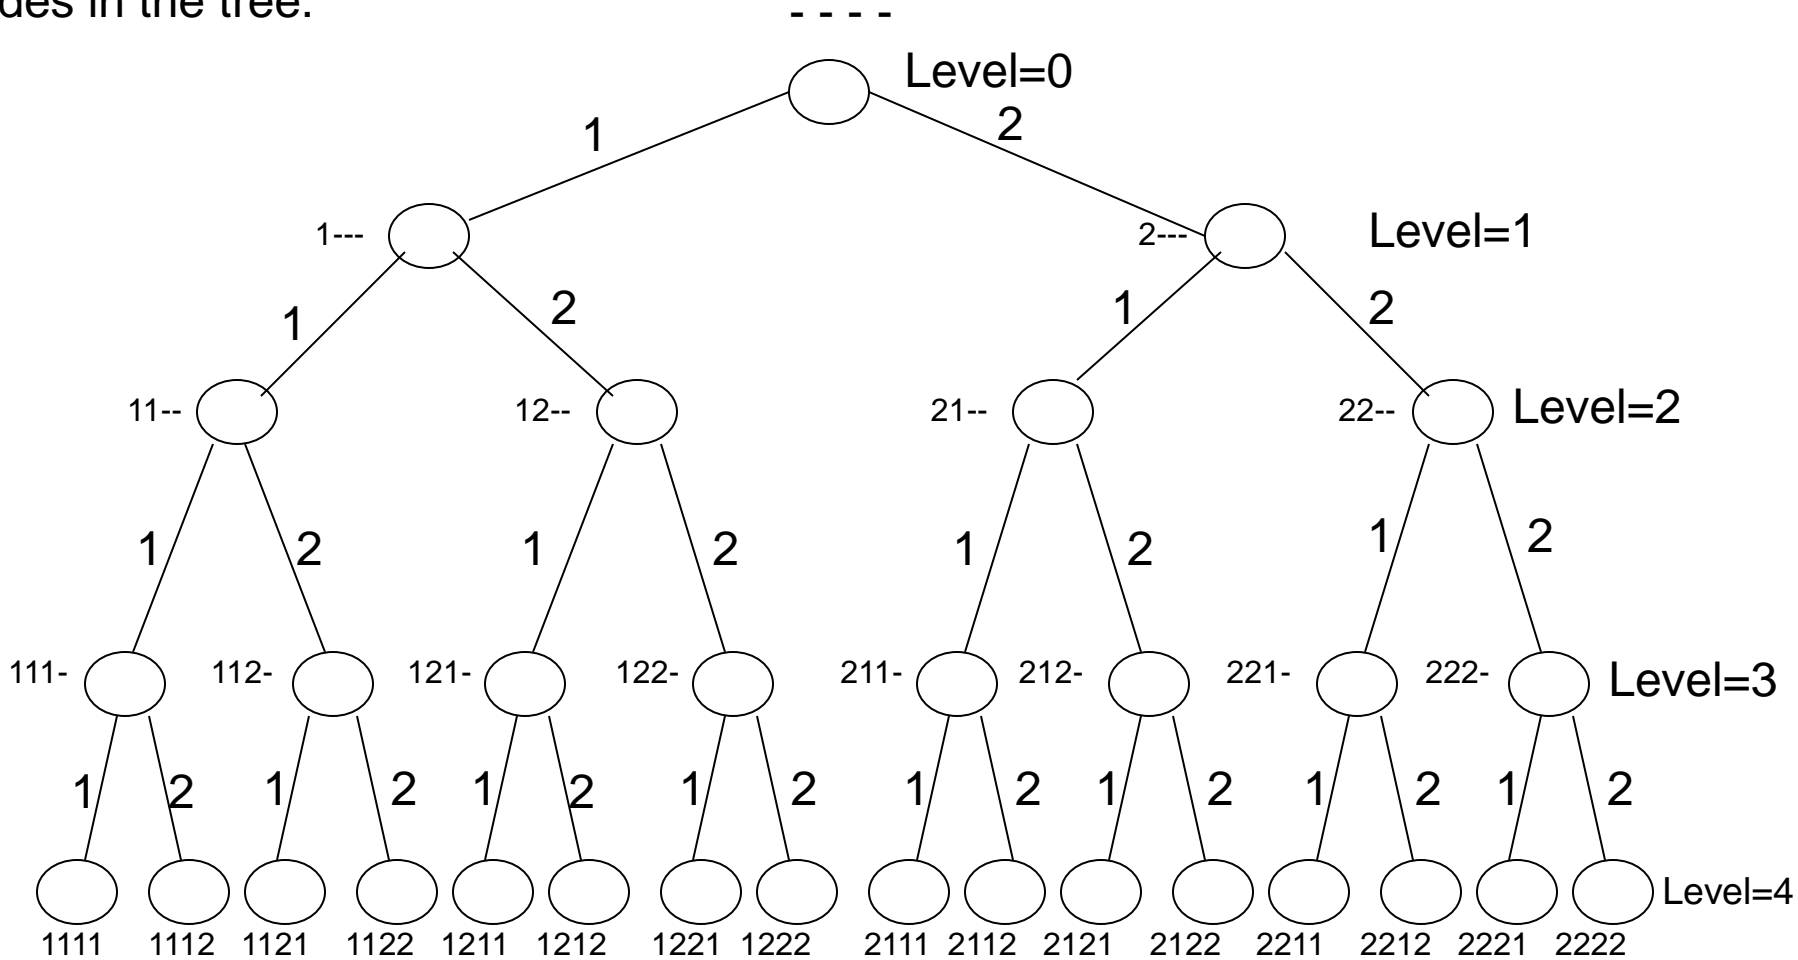 des in the tree.
- - - -
Level=0
1 2
1--- 2--- Level=1
1 2 1 2
11-- 12-- 21-- 22-- Level=2
1 2 1 2 1 2 1 2
111- 112- 121- 122- 211- 212- 221- 222- Level=3
1 2 1 2 1 2 1 2 1 2 1 2 1 2 1 2
Level=4
1111 1112 1121 1122 1211 1212 1221 1222 2111 2112 2121 2122 2211 2212 2221 2222